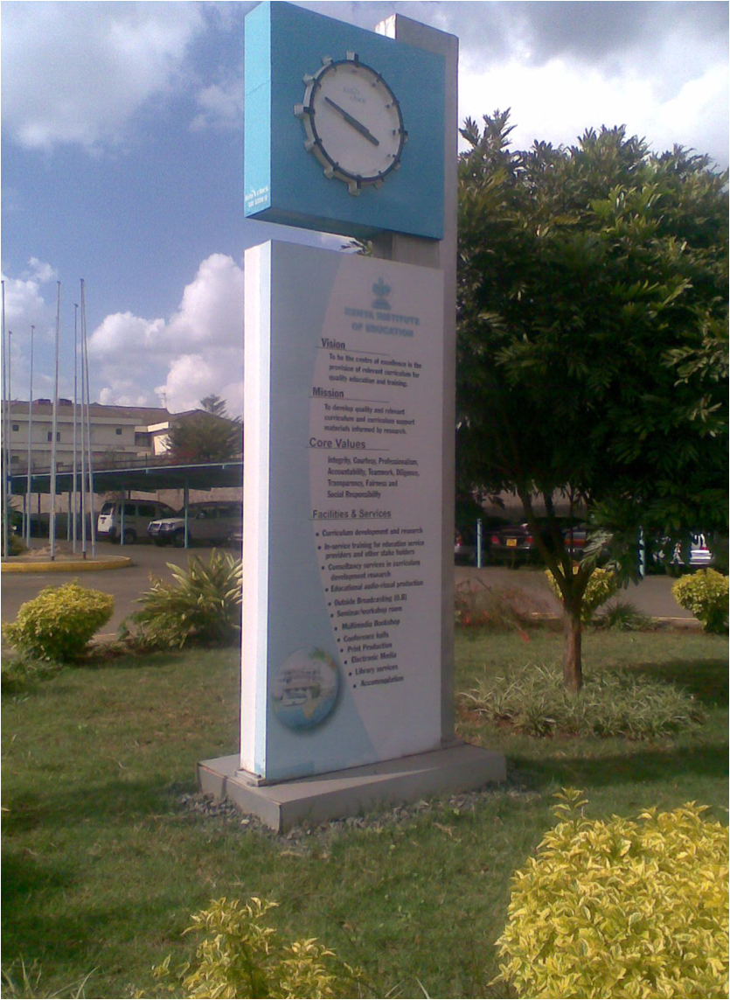 KENYA INSTITUTE
OF EDUCATION
Vision
To be the centre of excellence in the
provision of relevant curriculum for
quality education and training.
Mission
To develop quality and relevant
curriculum and curriculum support
materials informed by research.
Core Values
Integrity, Courtesy, Professionalism,
Accountability, Teamwork, Diligence,
Transparency, Fairness and
Social Responsibility
Facilities & Services
• Curriculum development and research
• In-service training for education service
providers and other stake holders
• Consultancy services in curriculum
development research
• Educational audio-visual production
• Outside Broadcasting (O.B)
• Seminar/workshop room
• Multimedia Bookshop
• Conference halls
• Print Production
• Electronic Media
• Library services
• Accommodation